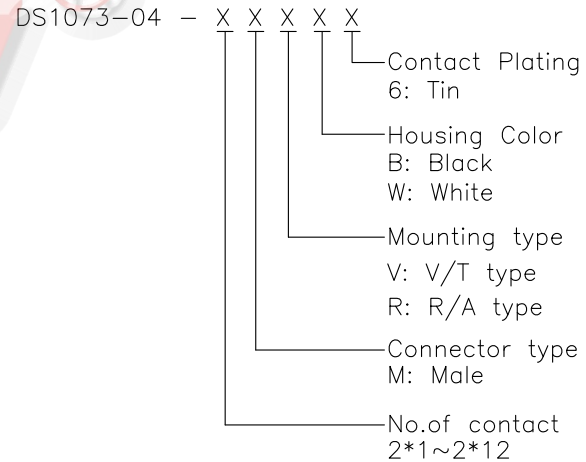 DS1073-04 - X X X X X
Contact Plating
6: Tin
Housing Color
B: Black
W: White
Mounting type
V: V/T type
R: R/A type
Connector type
M: Male
No.of contact
2*1~2*12